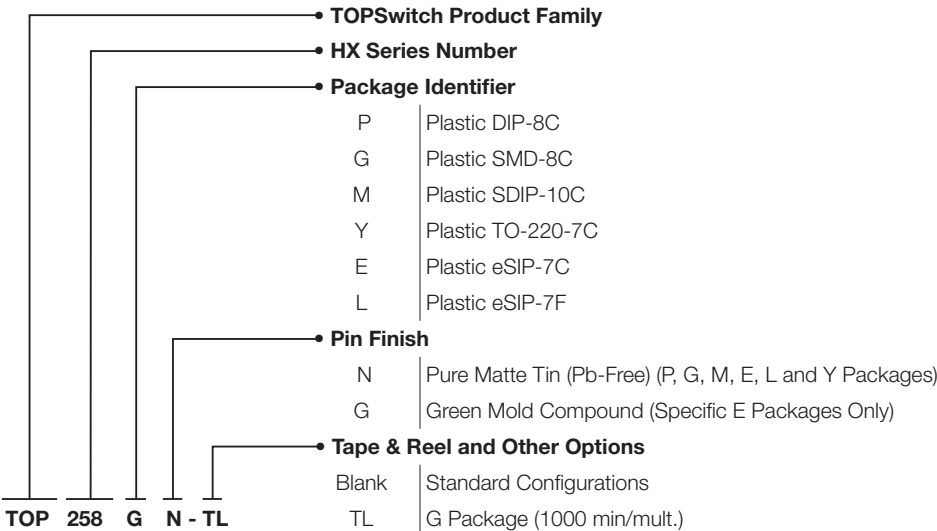 TOPSwitch Product Family
HX Series Number
Package Identifier
P Plastic DIP-8C
G Plastic SMD-8C
M Plastic SDIP-10C
Y Plastic TO-220-7C
E Plastic eSIP-7C
L Plastic eSIP-7F
Pin Finish
N Pure Matte Tin (Pb-Free) (P, G, M, E, L and Y Packages)
G Green Mold Compound (Specific E Packages Only)
Tape & Reel and Other Options
Blank Standard Configurations
TL G Package (1000 min/mult.)
TOP 258 G N - TL